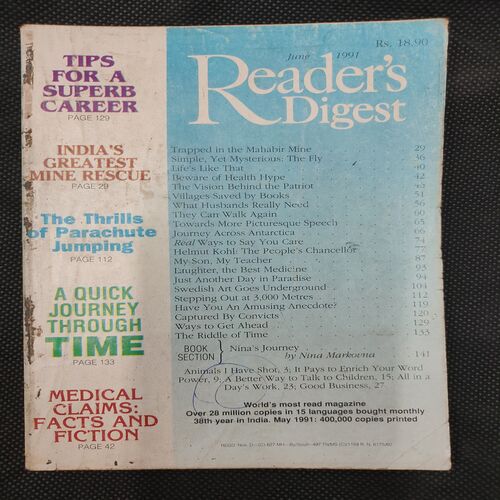 TIPS
FOR A
SUPERB
CAREER
PAGE 129
INDIA'S
GREATEST
MINE RESCUE
PAGE 29
The Thrills
of Parachute
Jumping
PAGE 112
A QUICK
JOURNEY
THROUGH
TIME
PAGE 133
MEDICAL
CLAIMS:
FACTS AND
FICTION
PAGE 42
June 1991
Rs. 18.90
Reader's
Digest
Trapped in the Mahabir Mine 29
Simple, Yet Mysterious: The Fly 36
Life's Like That 40
Beware of Health Hype 42
The Vision Behind the Patriot 48
Villages Saved by Books 51
What Husbands Really Need 56
They Can Walk Again 60
Towards More Picturesque Speech 65
Journey Across Antarctica 66
Real Ways to Say You Care 74
Helmut Kohl: The People's Chancellor 77
My Son, My Teacher 87
Laughter, the Best Medicine 93
Just Another Day in Paradise 94
Swedish Art Goes Underground 104
Stepping Out at 3,000 Metres 112
Have You An Amusing Anecdote? 119
Captured By Convicts 120
Ways to Get Ahead 129
The Riddle of Time 133
BOOK
SECTION
Nina's Journey
by Nina Markovna 141
Animals I Have Shot, 3; It Pays to Enrich Your Word
Power, 9; A Better Way to Talk to Children, 15; All in a
Day's Work, 23; Good Business, 27
World's most read magazine
Over 28 million copies in 15 languages bought monthly
38th year in India. May 1991: 400,000 copies printed